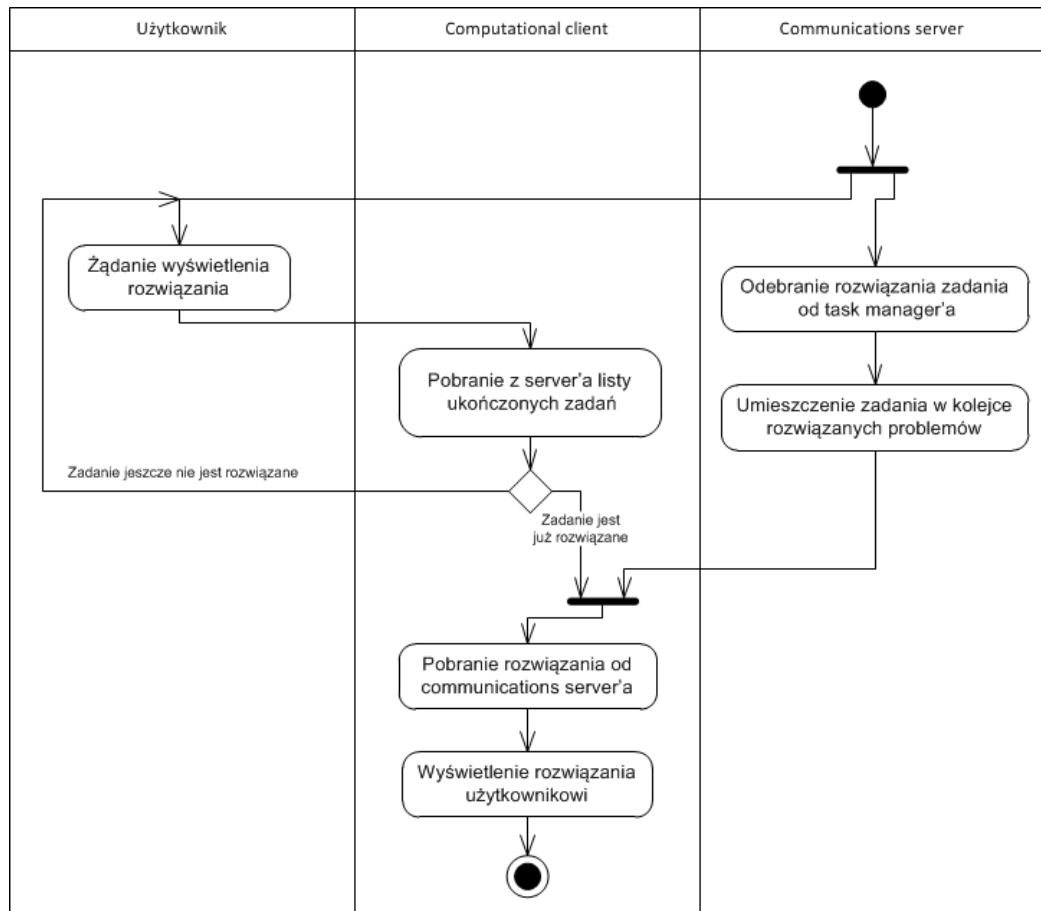 Użytkownik
Computational client
Communications server
Żądanie wyświetlenia
rozwiązania
Odebranie rozwiązania zadania
od task manager'a
Pobranie z server'a listy
ukończonych zadań
Umieszczenie zadania w kolejce
rozwiązanych problemów
Zadanie jeszcze nie jest rozwiązane
Zadanie jest
już rozwiązane
Pobranie rozwiązania od
communications server'a
Wyświetlenie rozwiązania
użytkownikowi